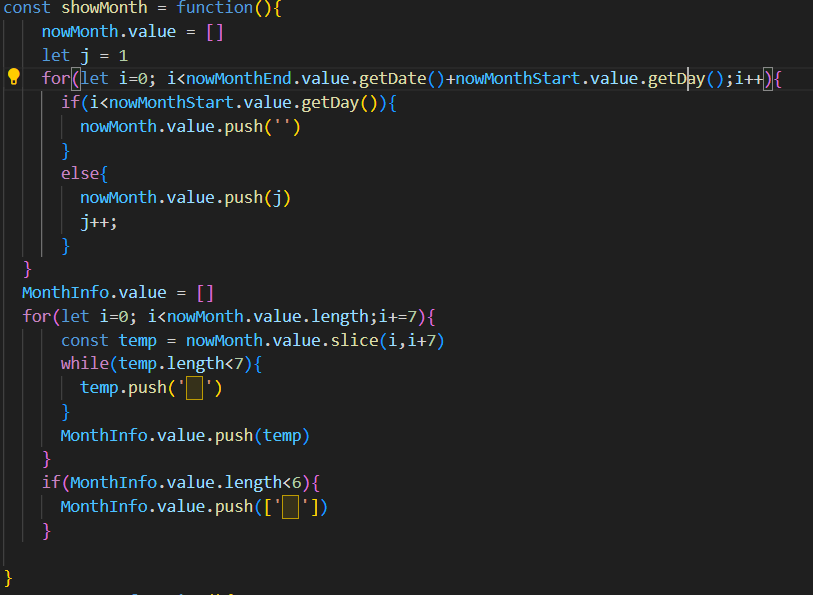 const showMonth = function(){
nowMonth.value = []
let j = 1
for(let i=0; i<nowMonthEnd.value.getDate()+nowMonthStart.value.getDay();i++){
if(i<nowMonthStart.value.getDay()){
nowMonth.value.push('')
}
else{
nowMonth.value.push(j)
j++;
}
}
MonthInfo.value = []
for(let i=0; i<nowMonth.value.length;i+=7){
const temp = nowMonth.value.slice(i,i+7)
while(temp.length<7){
temp.push('　')
}
MonthInfo.value.push(temp)
}
if(MonthInfo.value.length<6){
MonthInfo.value.push(['　'])
}
}